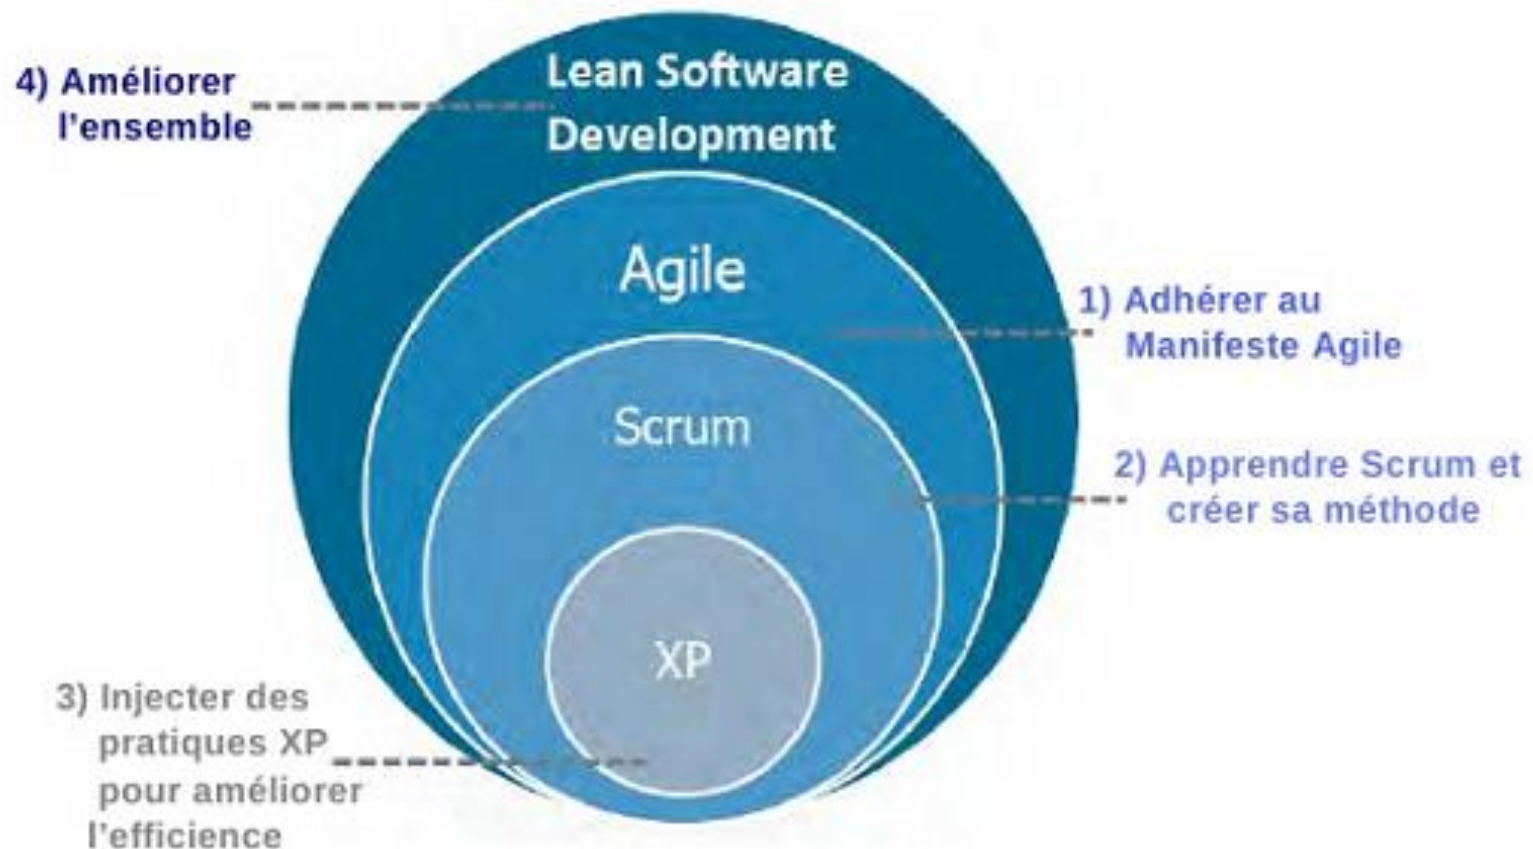 Lean Software
Development
4) Améliorer
l'ensemble
Agile
1) Adhérer au
Manifeste Agile
Scrum
2) Apprendre Scrum et
créer sa méthode
XP
3) Injecter des
pratiques XP
pour améliorer
l'efficience